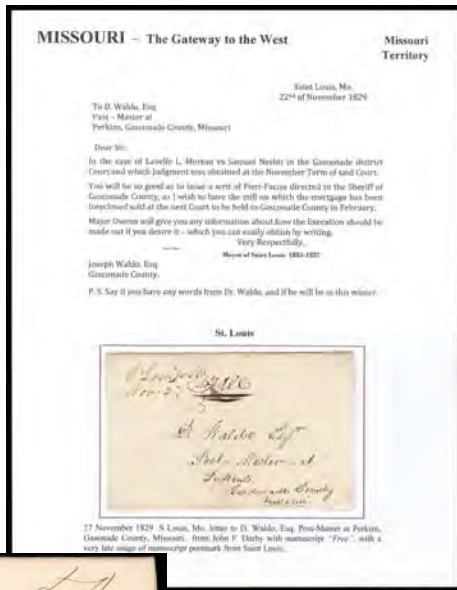 MISSOURI – The Gateway to the West
Missouri
Territory
Saint Louis, Mo.
22nd of November 1829
To D. Waldo, Esq
Post – Master at
Perkins, Gasconade County, Missouri
Dear Sir:
In the case of L. vs Samuel Nesbit in the Gasconade district
Court and which Judgment was obtained at the November Term of said Court.
You will be so good as to issue a writ of Fieri-Facias directed to the Sheriff of
Gasconade County, as I wish to have the mill on which the mortgage has been
foreclosed sold at the next Court to be held in Gasconade County in February.
Major Owens will give you any information about how the Execution should be
made out if you desire it – which you can easily obtain by writing.
Very Respectfully,
Mayor of Saint Louis
Joseph Waldo, Esq
Gasconade County.
P. S. Say if you have any words from Dr. Waldo, and if he will be in this winter.
St. Louis
St Louis
Nov 27
Free
D. Waldo Esqr
Post – Master at
Perkins
Gasconade County
Missouri
27 November 1829 S Louis, Mo. letter to D. Waldo, Esq. Post-Master at Perkins,
Gasconade County, Missouri. from John F. Darby with manuscript "Free", with a
very late usage of manuscript postmark from Saint Louis.